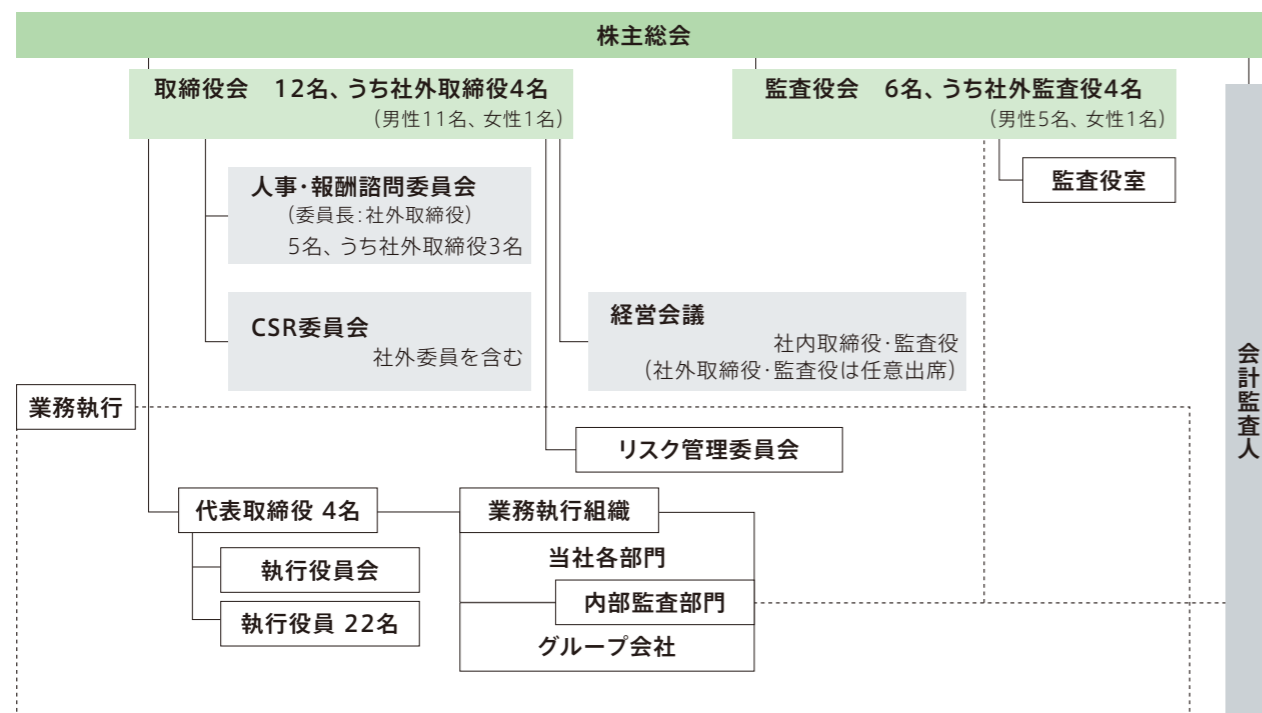 株主総会
取締役会　12名、うち社外取締役4名
（男性11名、女性1名）
監査役会　6名、うち社外監査役4名
（男性5名、女性1名）
監査役室
人事・報酬諮問委員会
（委員長：社外取締役）
5名、うち社外取締役3名
CSR委員会
社外委員を含む
経営会議
社内取締役・監査役
（社外取締役・監査役は任意出席）
会計監査人
業務執行
リスク管理委員会
代表取締役 4名
業務執行組織
当社各部門
執行役員会
内部監査部門
執行役員 22名
グループ会社